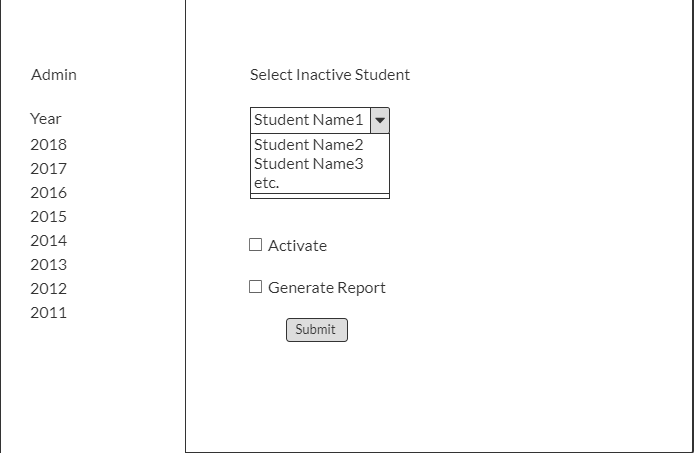 Admin
Year
2018
2017
2016
2015
2014
2013
2012
2011
Select Inactive Student
Student Name1
Student Name2
Student Name3
etc.
Activate
Generate Report
Submit